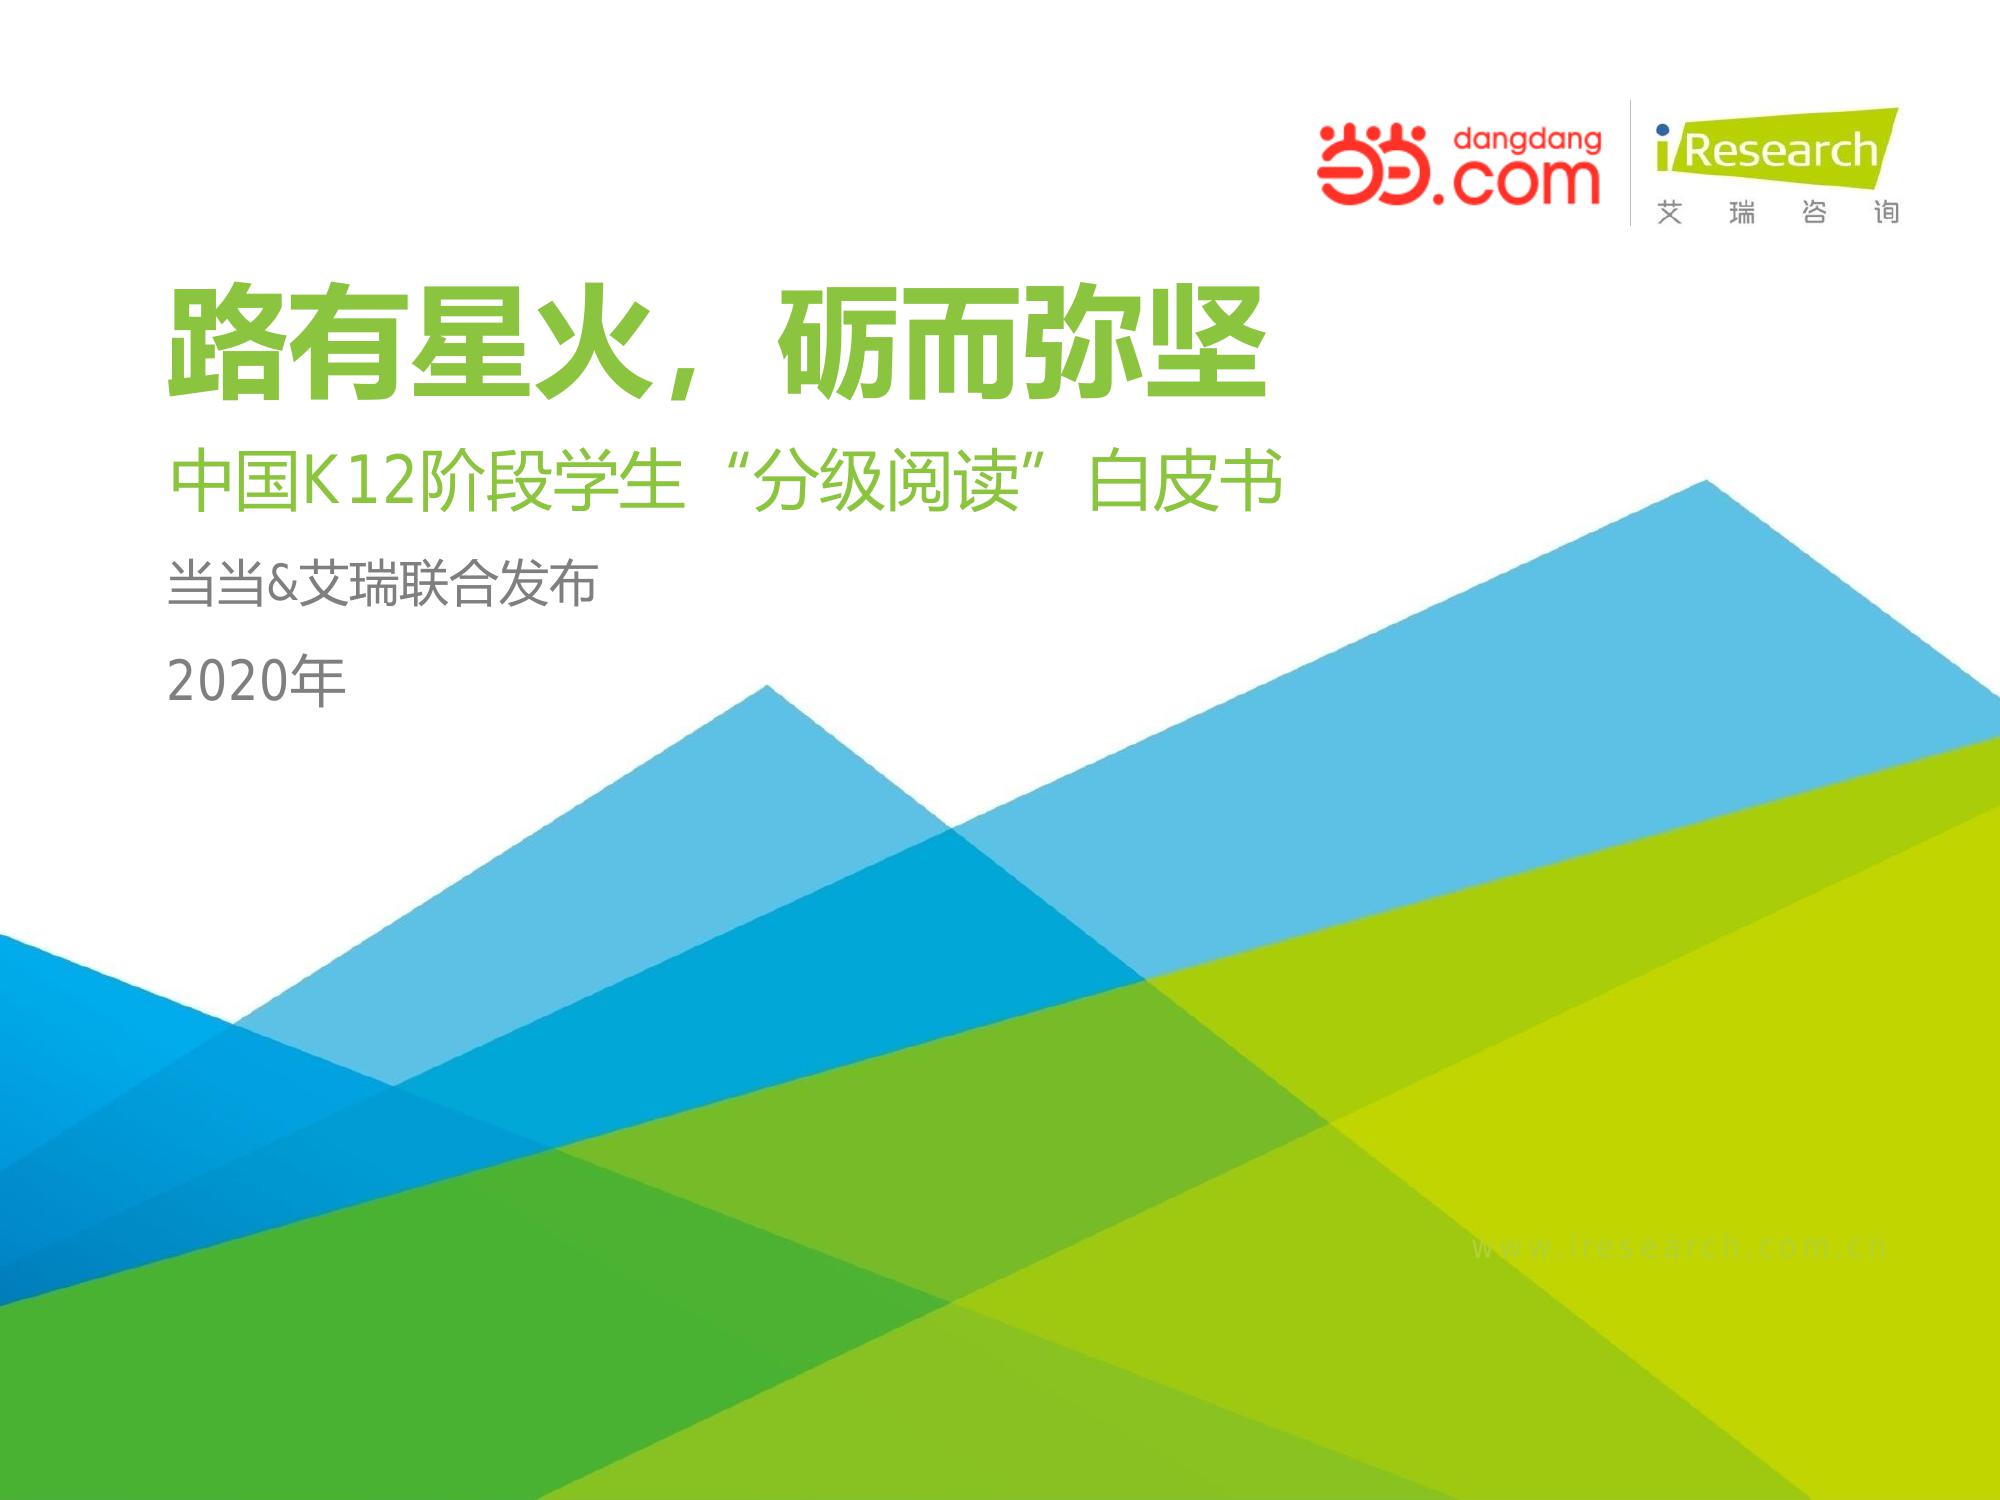 dangdang
.com
iResearch
艾瑞咨询
路有星火，砺而弥坚
中国K12阶段学生“分级阅读”白皮书
当当&艾瑞联合发布
2020年
www.iresearch.com.cn